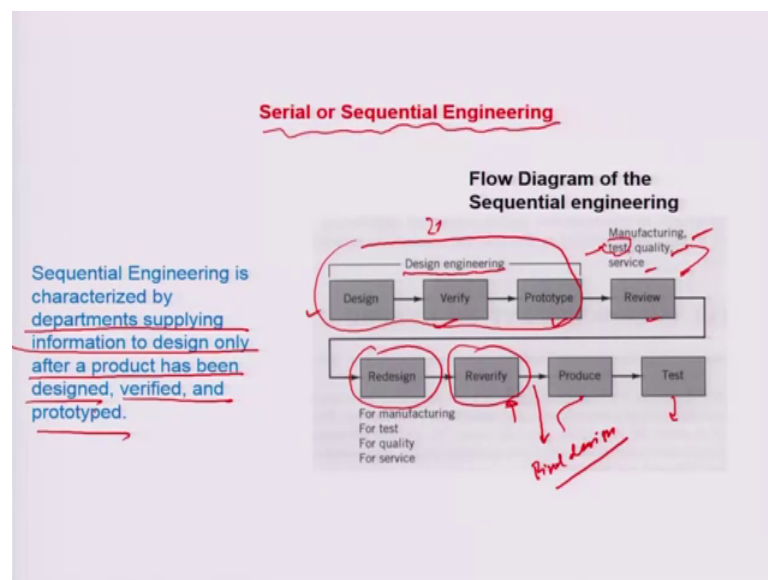 Serial or Sequential Engineering
Flow Diagram of the
Sequential engineering
Manufacturing,
test, quality,
service
Design engineering
Design
Verify
Prototype
Review
Sequential Engineering is
characterized by
departments supplying
information to design only
after a product has been
designed, verified, and
prototyped.
Redesign
Reverify
Produce
Test
For manufacturing
For test
For quality
For service
Final design